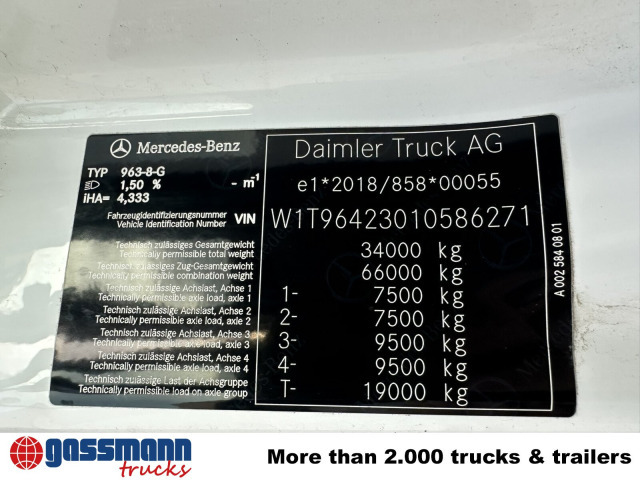 Mercedes-Benz
Daimler Truck AG
TYP 963-8-G
1,50 % - m⁻¹
iHA= 4,333
e1*2018/858*00055
Fahrzeugidentifizierungsnummer
Vehicle Identification Number VIN
W1T96423010586271
Technisch zulässiges Gesamtgewicht
Technically permissible total weight
34000 kg
Technisch zulässiges Zug-Gesamtgewicht
Technically permissible combination weight
66000 kg
Technisch zulässige Achslast, Achse 1
Technically permissible axle load, axle 1
1- 7500 kg
Technisch zulässige Achslast, Achse 2
Technically permissible axle load, axle 2
2- 7500 kg
Technisch zulässige Achslast, Achse 3
Technically permissible axle load, axle 3
3- 9500 kg
Technisch zulässige Achslast, Achse 4
Technically permissible axle load, axle 4
4- 9500 kg
Technisch zulässige Last der Achsgruppe
Technically permissible load on axle group
T- 19000 kg
A 002 584 08 01
gassmann
trucks
More than 2.000 trucks & trailers